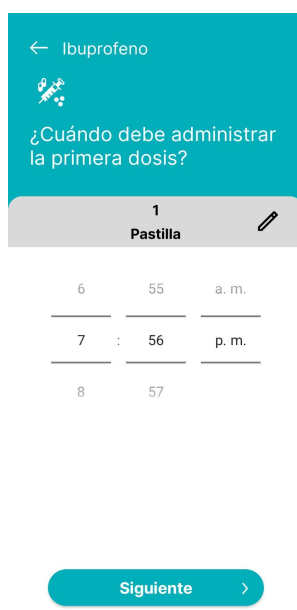 Ibuprofeno
¿Cuándo debe administrar
la primera dosis?
1
Pastilla
6 55 a. m.
7 : 56 p. m.
8 57
Siguiente